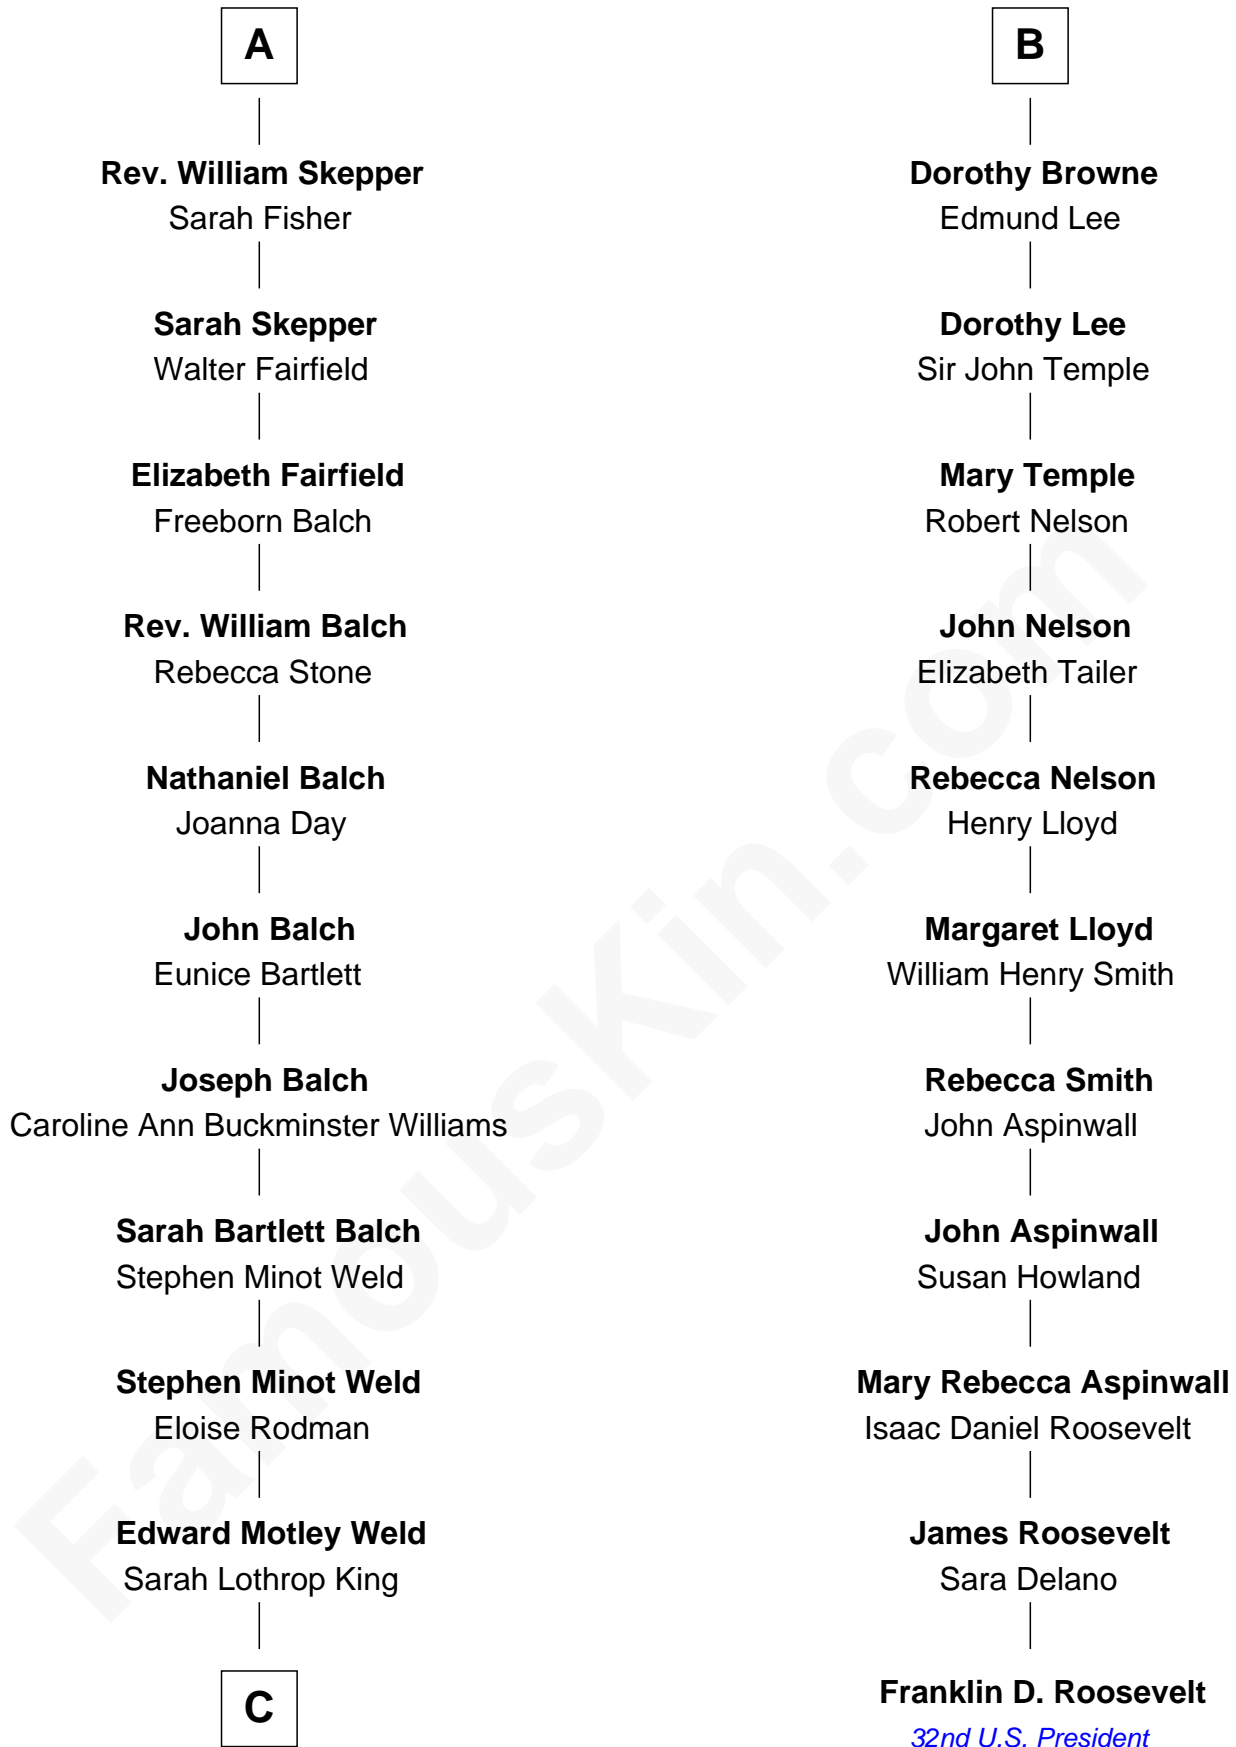 A
Rev. William Skepper
Sarah Fisher
Sarah Skepper
Walter Fairfield
Elizabeth Fairfield
Freeborn Balch
Rev. William Balch
Rebecca Stone
Nathaniel Balch
Joanna Day
John Balch
Eunice Bartlett
Joseph Balch
Caroline Ann Buckminster Williams
Sarah Bartlett Balch
Stephen Minot Weld
Stephen Minot Weld
Eloise Rodman
Edward Motley Weld
Sarah Lothrop King
C
B
Dorothy Browne
Edmund Lee
Dorothy Lee
Sir John Temple
Mary Temple
Robert Nelson
John Nelson
Elizabeth Tailer
Rebecca Nelson
Henry Lloyd
Margaret Lloyd
William Henry Smith
Rebecca Smith
John Aspinwall
John Aspinwall
Susan Howland
Mary Rebecca Aspinwall
Isaac Daniel Roosevelt
James Roosevelt
Sara Delano
Franklin D. Roosevelt
32nd U.S. President
FamousKin.com